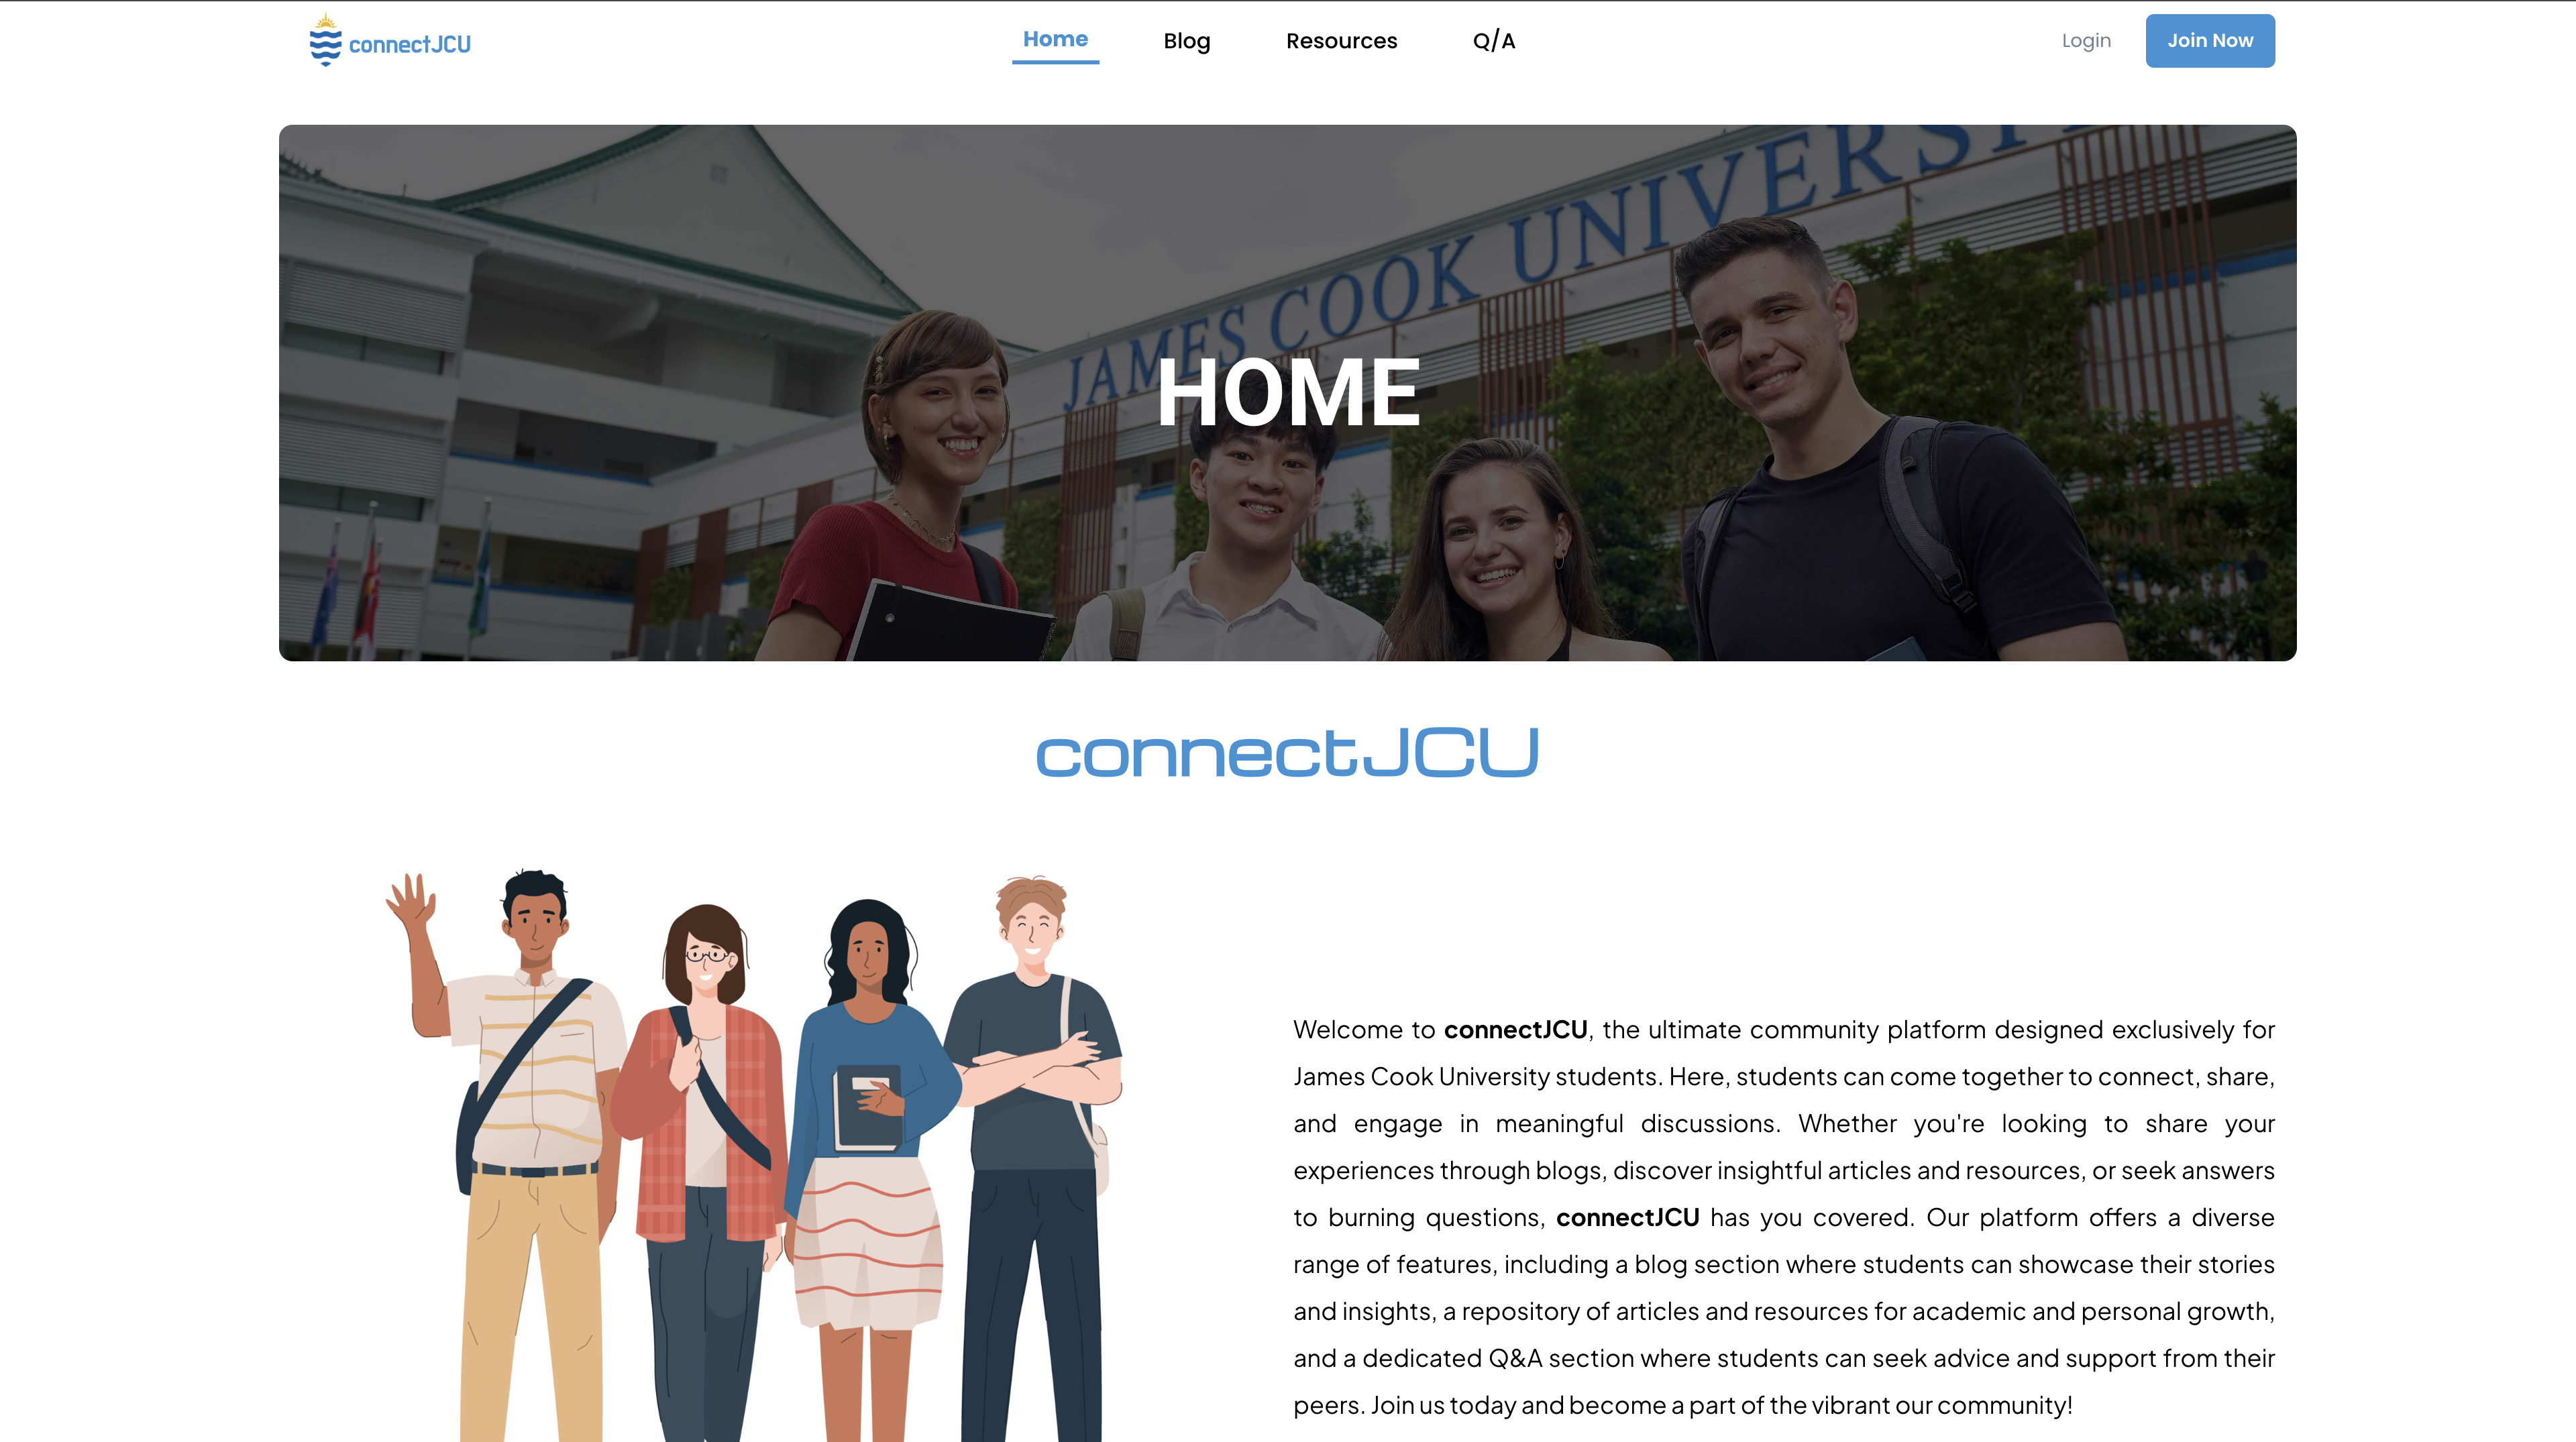 connectJCU
Home
Blog
Resources
Q/A
Login
Join Now
JAMES COOK
HOME
connectJCU
Welcome to connectJCU, the ultimate community platform designed exclusively for
James Cook University students. Here, students can come together to connect, share,
and engage in meaningful discussions. Whether you're looking to share your
experiences through blogs, discover insightful articles and resources, or seek answers
to burning questions, connectJCU has you covered. Our platform offers a diverse
range of features, including a blog section where students can showcase their stories
and insights, a repository of articles and resources for academic and personal growth,
and a dedicated Q&A section where students can seek advice and support from their
peers. Join us today and become a part of the vibrant our community!